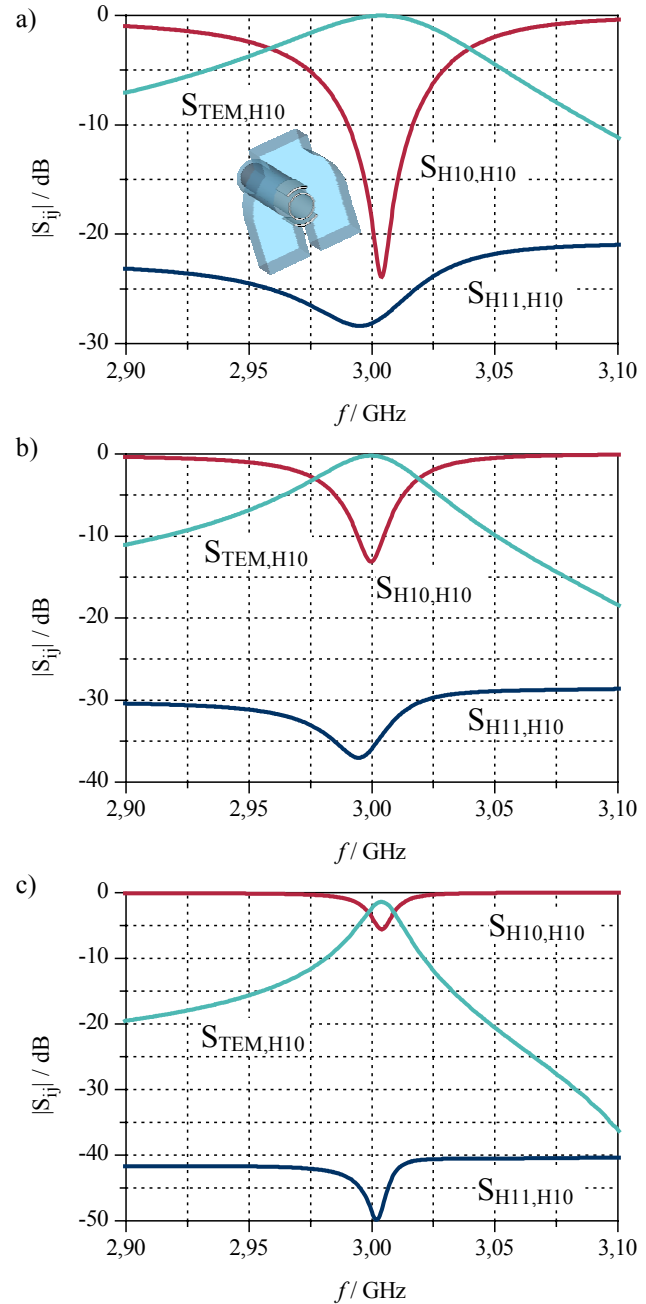 a)
0
-10
-20
-30
|S_ij| / dB
S_TEM,H10
S_H10,H10
S_H11,H10
2,90 2,95 3,00 3,05 3,10
f / GHz
b)
0
-10
-20
-30
-40
|S_ij| / dB
S_TEM,H10
S_H10,H10
S_H11,H10
2,90 2,95 3,00 3,05 3,10
f / GHz
c)
0
-10
-20
-30
-40
-50
|S_ij| / dB
S_H10,H10
S_TEM,H10
S_H11,H10
2,90 2,95 3,00 3,05 3,10
f / GHz